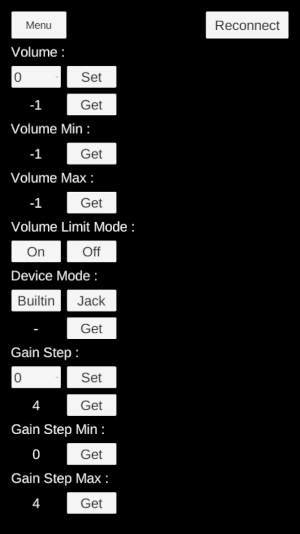 Menu Reconnect
Volume :
0 Set
-1 Get
Volume Min :
-1 Get
Volume Max :
-1 Get
Volume Limit Mode :
On Off
Device Mode :
Builtin Jack
- Get
Gain Step :
0 Set
4 Get
Gain Step Min :
0 Get
Gain Step Max :
4 Get